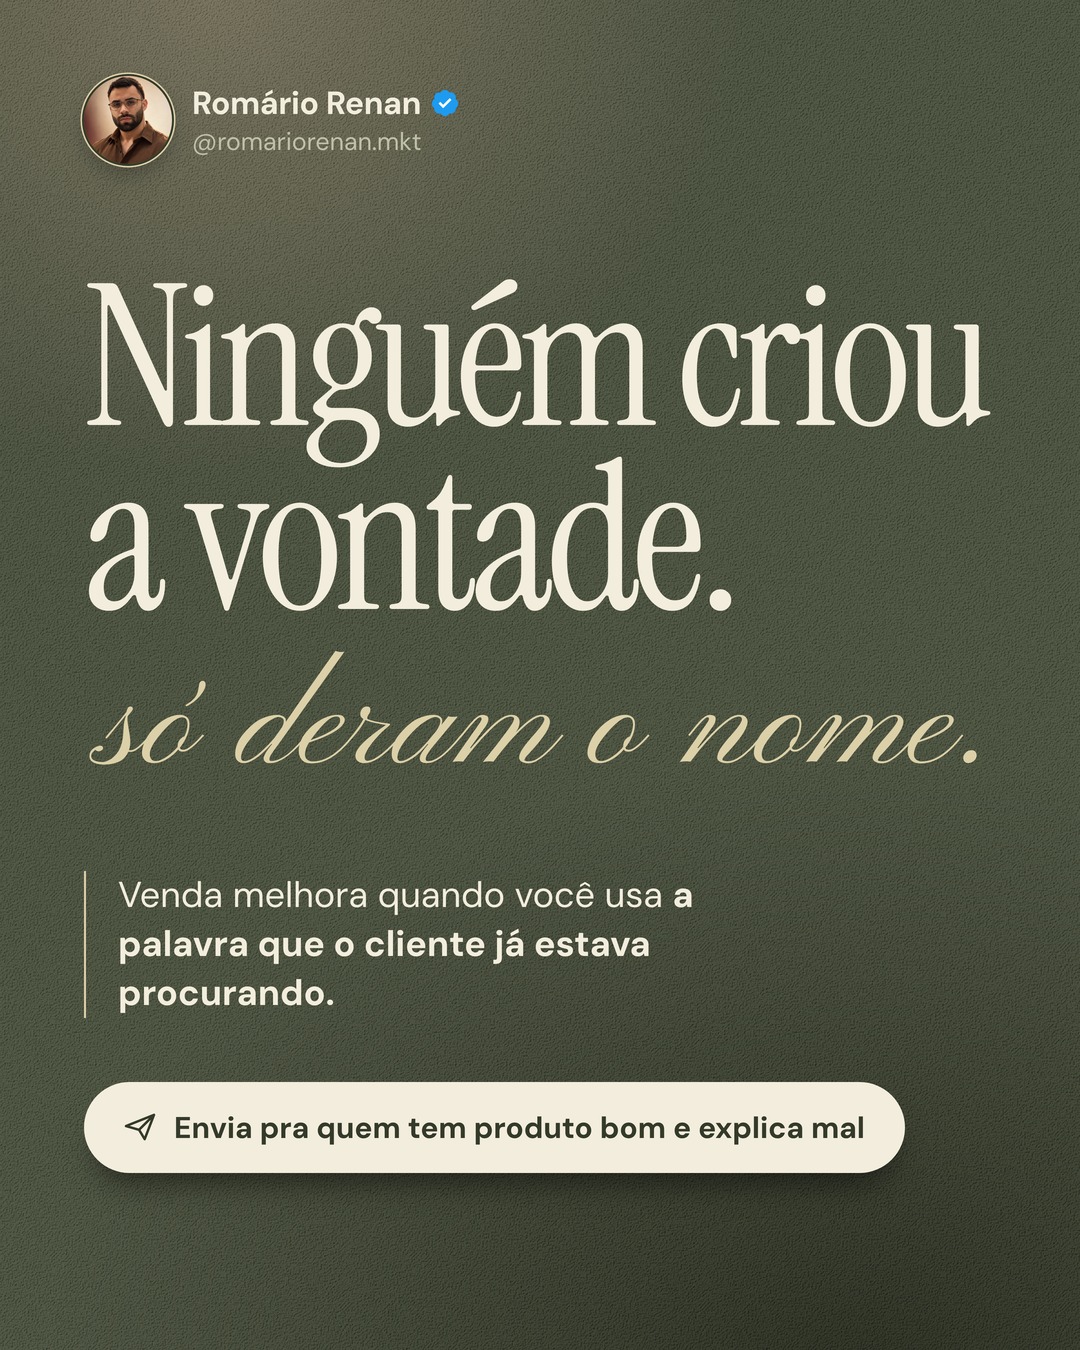 Romário Renan
@romariorenan.mkt
Ninguém criou
a vontade.
só deram o nome.
Venda melhora quando você usa a
palavra que o cliente já estava
procurando.
Envia pra quem tem produto bom e explica mal